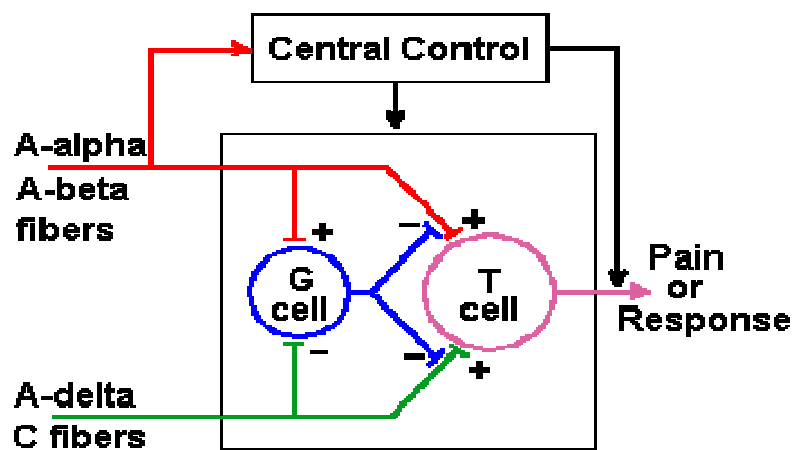 Central Control
A-alpha
A-beta
fibers
+
–
+
G
cell
T
cell
Pain
or
Response
–
–
+
A-delta
C fibers